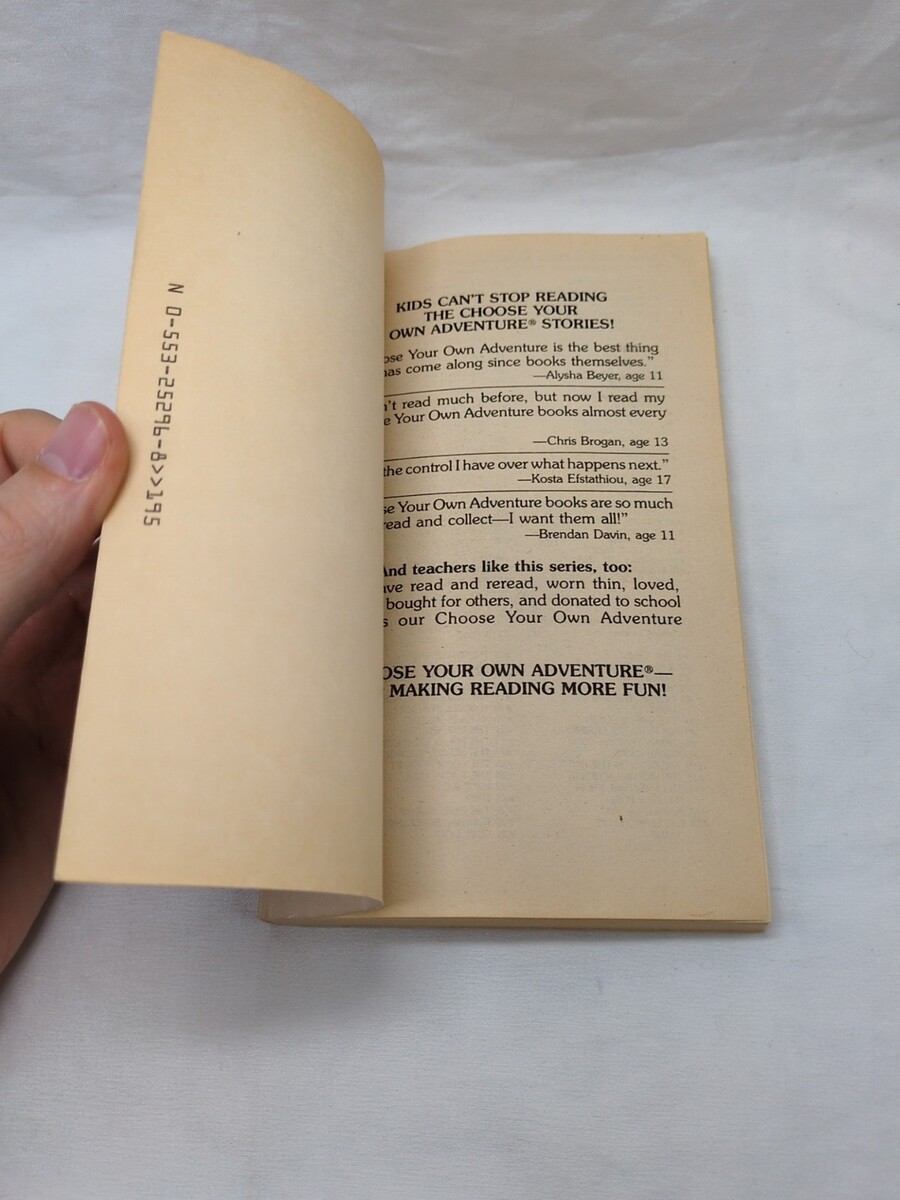 N 0-553-25296-8>>195
KIDS CAN'T STOP READING
THE CHOOSE YOUR
OWN ADVENTURE® STORIES!
ose Your Own Adventure is the best thing
has come along since books themselves."
—Alysha Beyer, age 11
n't read much before, but now I read my
e Your Own Adventure books almost every
—Chris Brogan, age 13
the control I have over what happens next."
—Kosta Efstathiou, age 17
se Your Own Adventure books are so much
read and collect—I want them all!"
—Brendan Davin, age 11
And teachers like this series, too:
ave read and reread, worn thin, loved,
bought for others, and donated to school
s our Choose Your Own Adventure
OSE YOUR OWN ADVENTURE®—
MAKING READING MORE FUN!